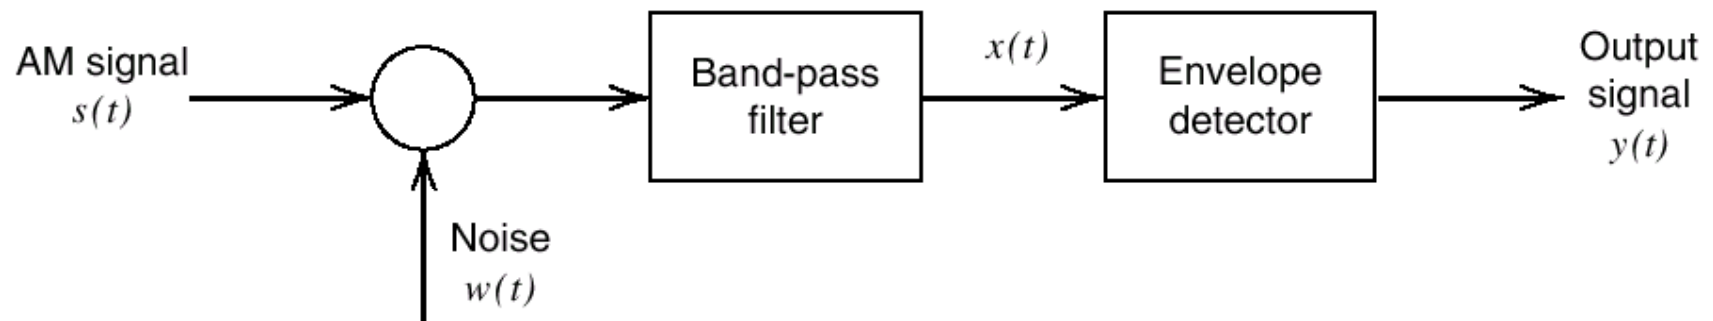 AM signal
s(t)
Noise
w(t)
Band-pass
filter
x(t)
Envelope
detector
Output
signal
y(t)